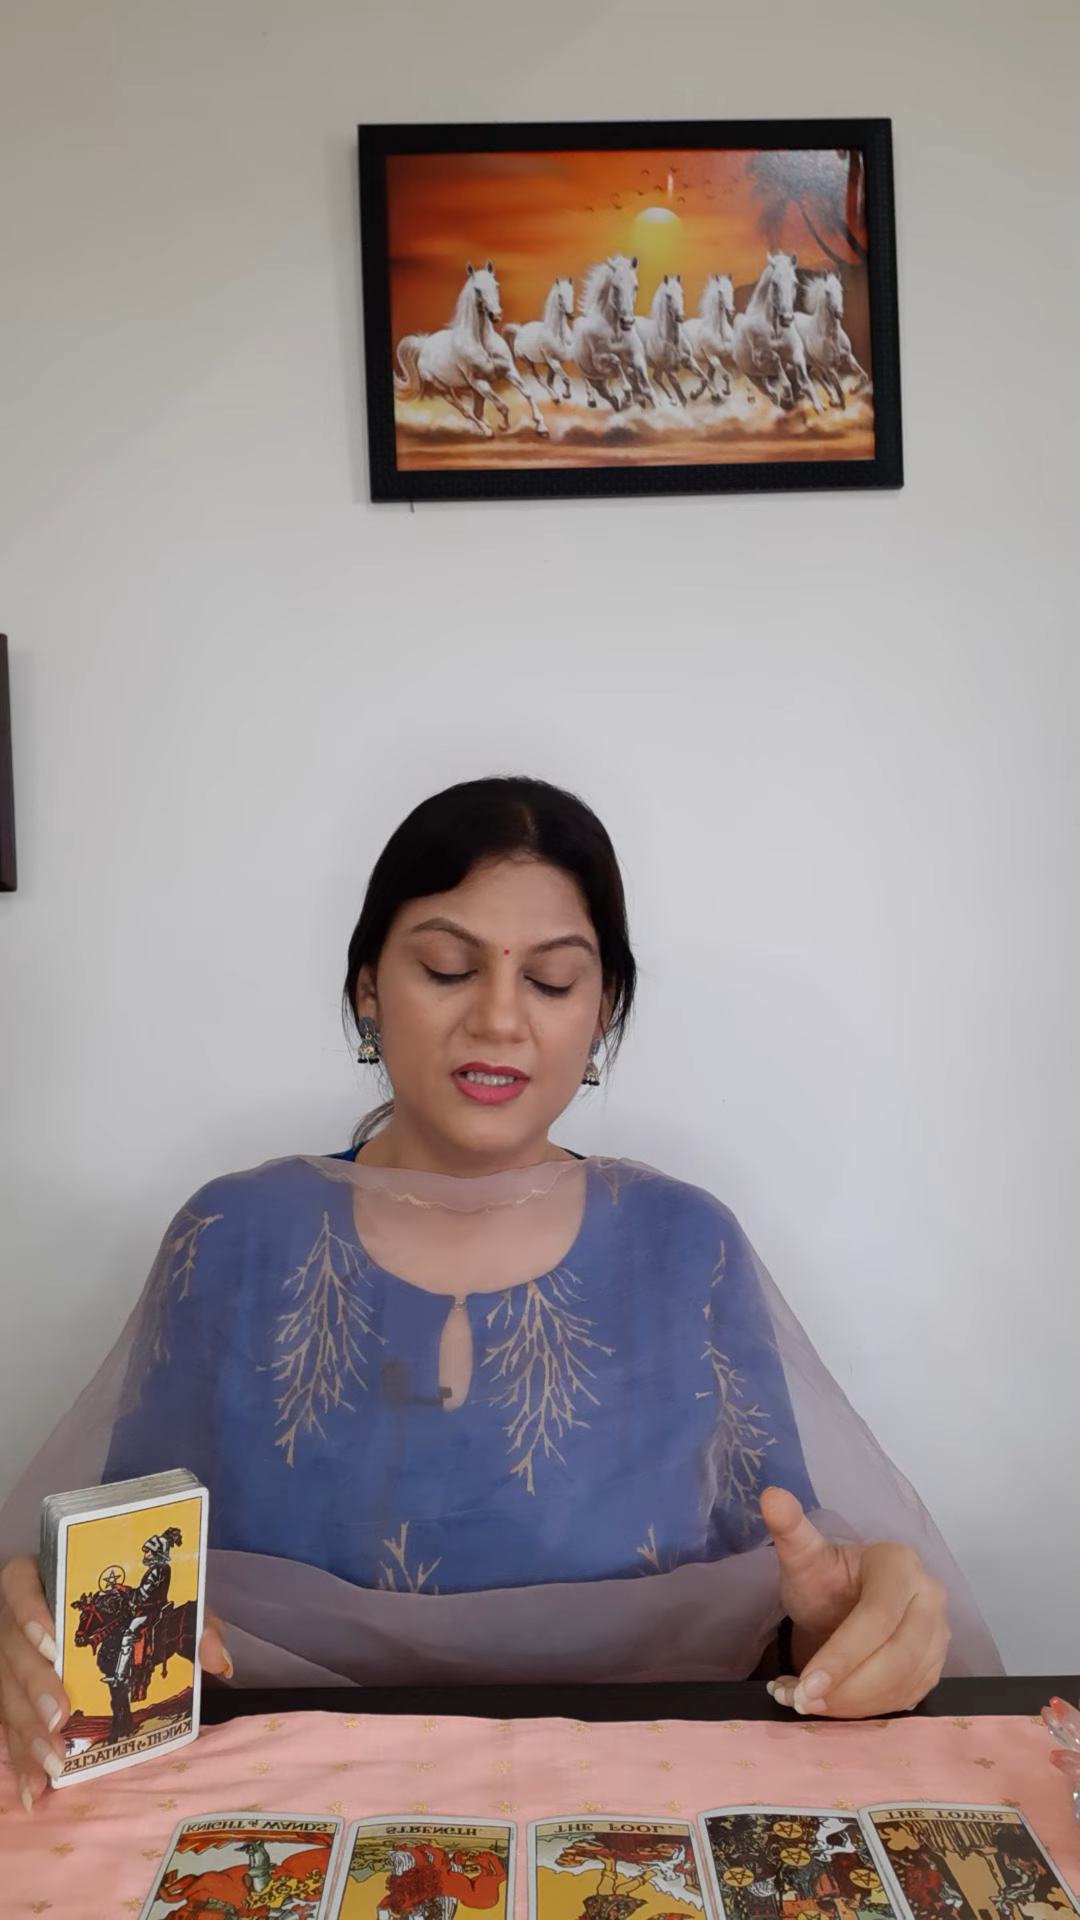 KNIGHT of PENTACLES
KNIGHT of WANDS.
STRENGTH.
THE FOOL.
THE TOWER.